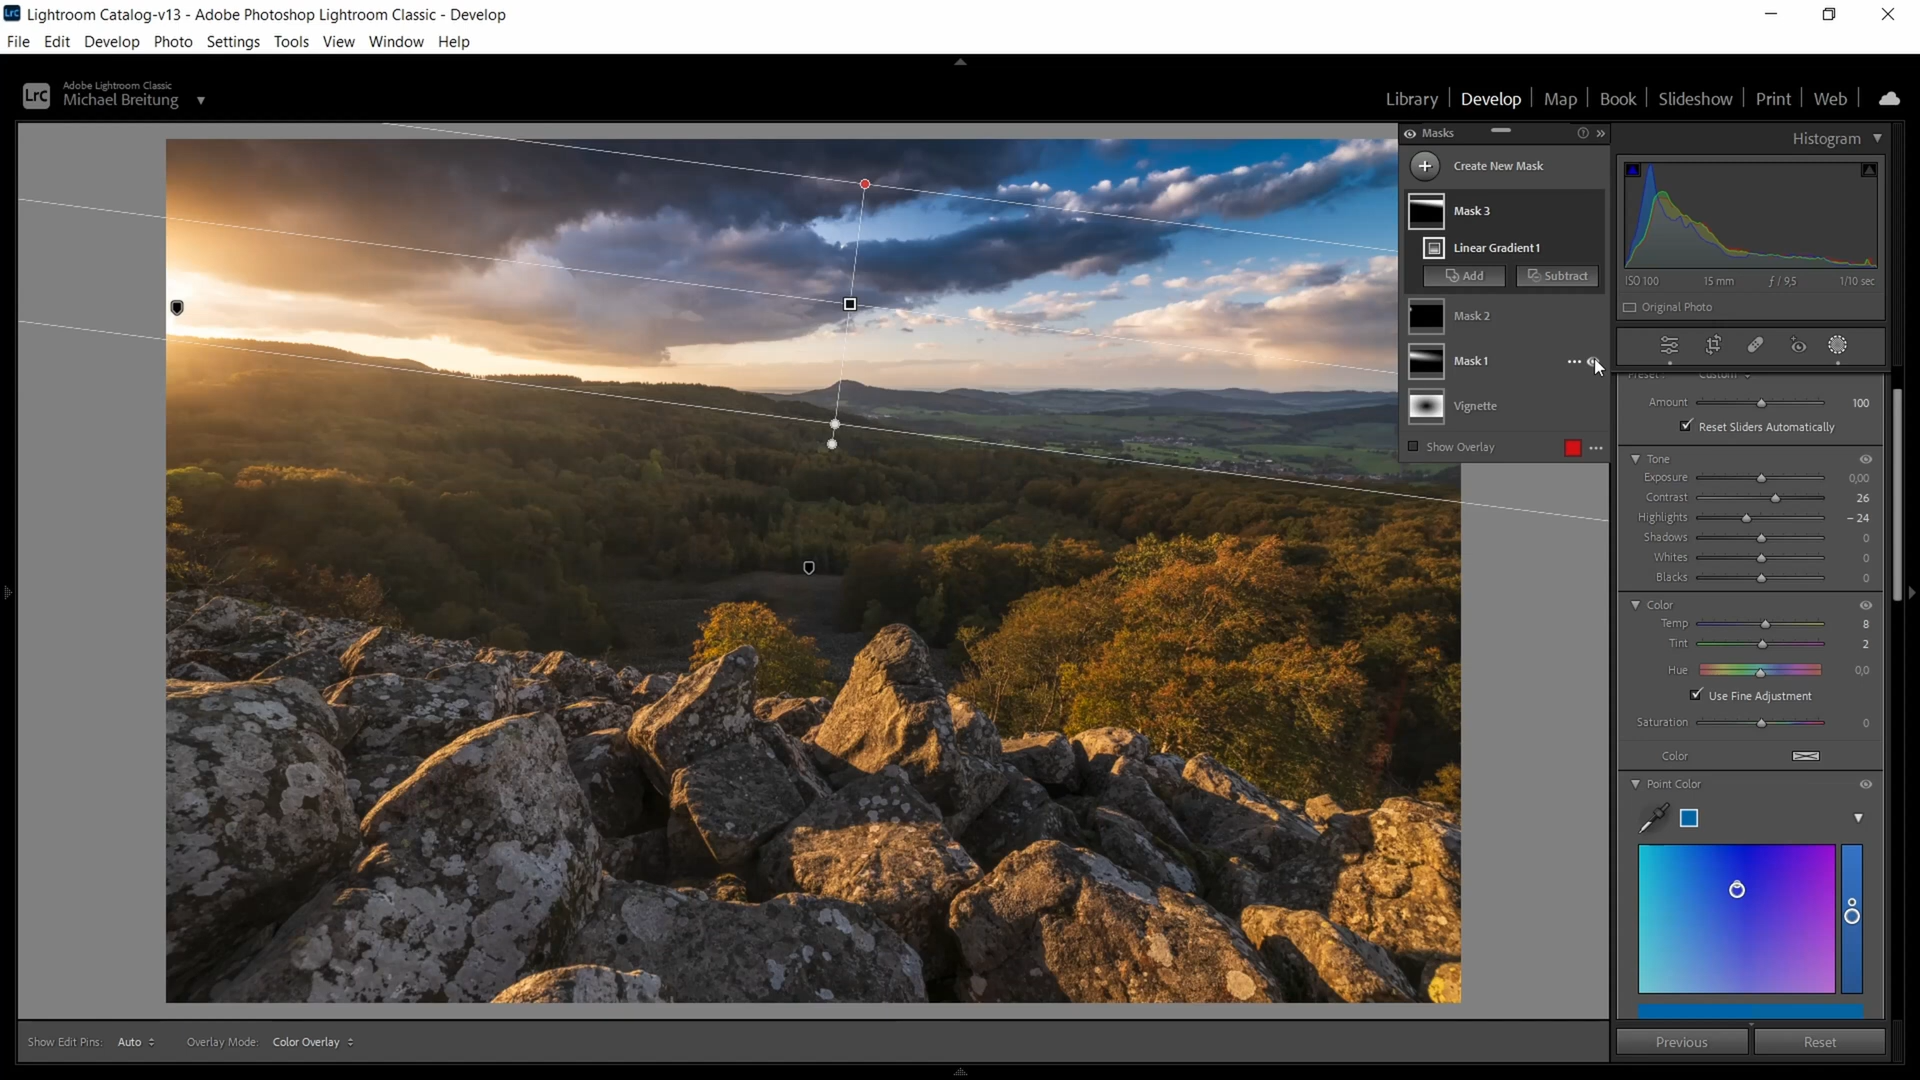 Lrc Lightroom Catalog-v13 - Adobe Photoshop Lightroom Classic - Develop
File Edit Develop Photo Settings Tools View Window Help
LrC Adobe Lightroom Classic
Michael Breitung
Library Develop Map Book Slideshow Print Web
Masks
Create New Mask
Mask 3
Linear Gradient 1
Add Subtract
Mask 2
Mask 1
Vignette
Show Overlay
Histogram
ISO 100 15 mm ƒ / 9,5 1/10 sec
Original Photo
Preset : Custom
Amount 100
Reset Sliders Automatically
Tone
Exposure 0,00
Contrast 26
Highlights – 24
Shadows 0
Whites 0
Blacks 0
Color
Temp 8
Tint 2
Hue 0,0
Use Fine Adjustment
Saturation 0
Color
Point Color
Show Edit Pins: Auto Overlay Mode: Color Overlay
Previous Reset